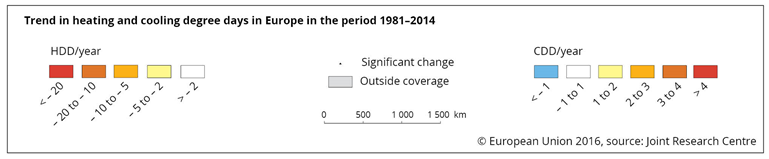 Trend in heating and cooling degree days in Europe in the period 1981–2014
HDD/year
< – 20
– 20 to – 10
– 10 to – 5
– 5 to – 2
> – 2
Significant change
Outside coverage
0 500 1 000 1 500 km
CDD/year
< – 1
– 1 to 1
1 to 2
2 to 3
3 to 4
> 4
© European Union 2016, source: Joint Research Centre